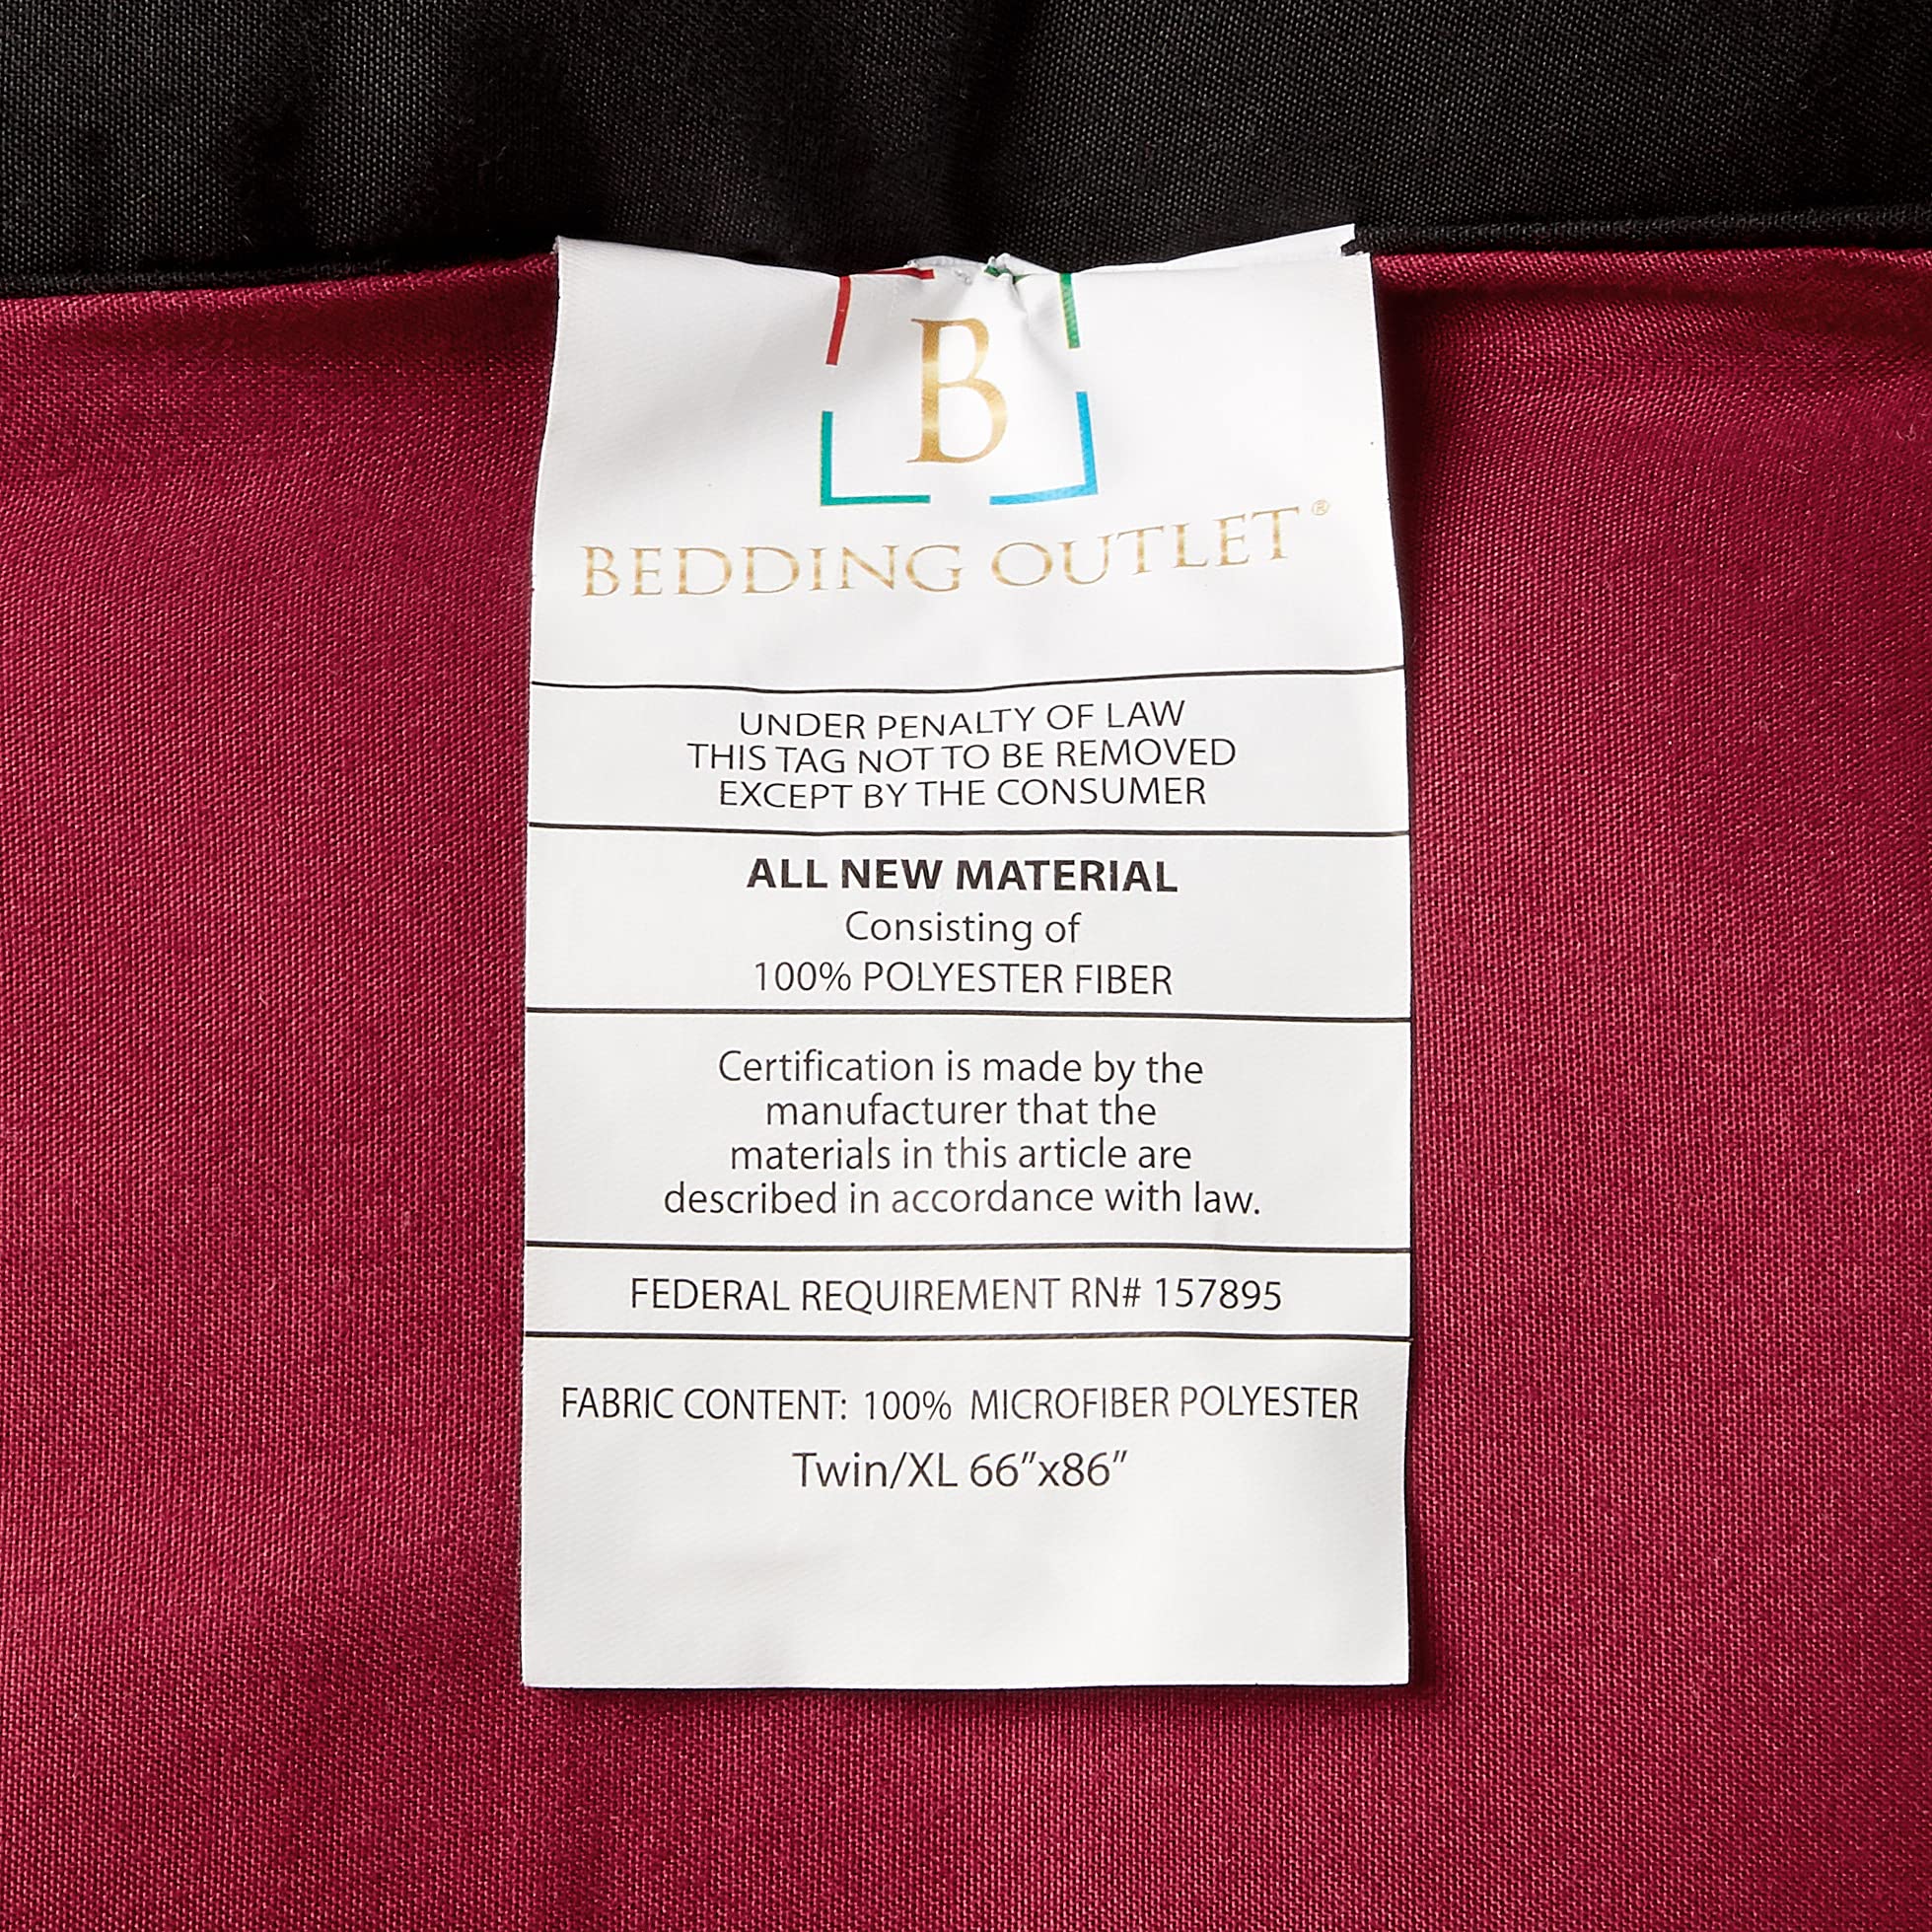 B
BEDDING OUTLET®
UNDER PENALTY OF LAW
THIS TAG NOT TO BE REMOVED
EXCEPT BY THE CONSUMER
ALL NEW MATERIAL
Consisting of
100% POLYESTER FIBER
Certification is made by the
manufacturer that the
materials in this article are
described in accordance with law.
FEDERAL REQUIREMENT RN# 157895
FABRIC CONTENT: 100% MICROFIBER POLYESTER
Twin/XL 66”x86”